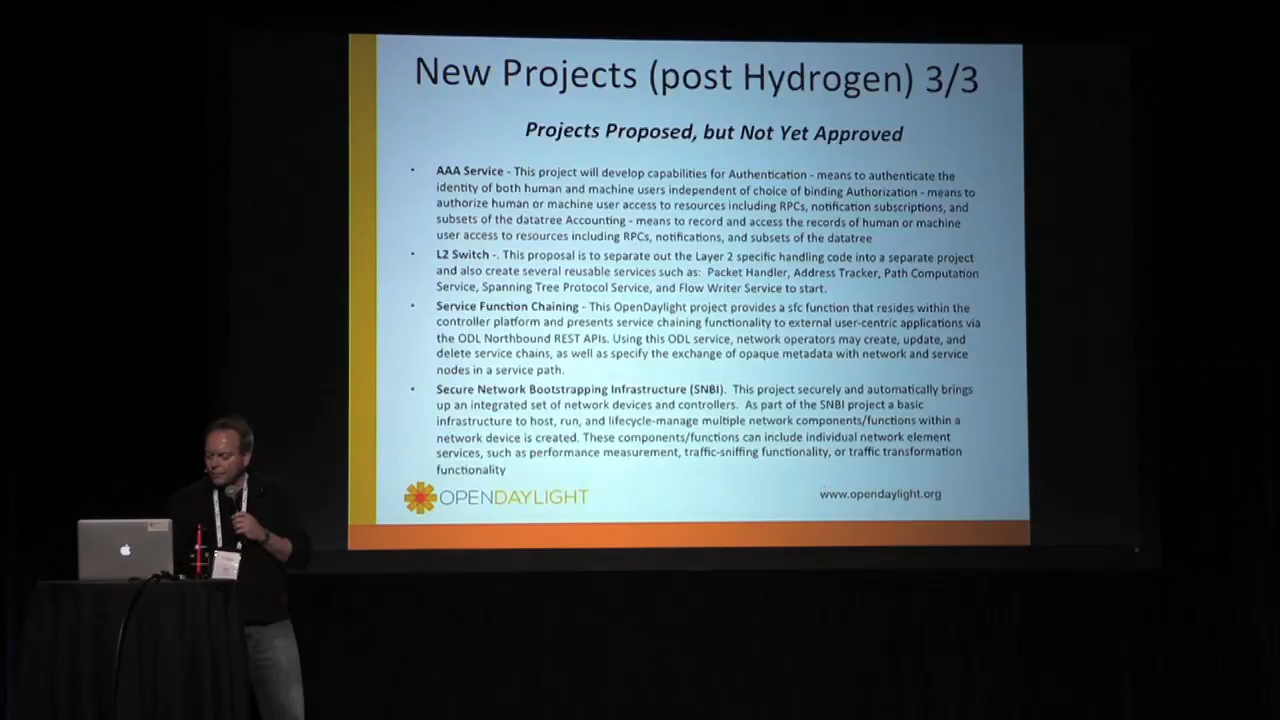 New Projects (post Hydrogen) 3/3
Projects Proposed, but Not Yet Approved
• AAA Service - This project will develop capabilities for Authentication - means to authenticate the
identity of both human and machine users independent of choice of binding Authorization - means to
authorize human or machine user access to resources including RPCs, notification subscriptions, and
subsets of the datatree Accounting - means to record and access the records of human or machine
user access to resources including RPCs, notifications, and subsets of the datatree
• L2 Switch -. This proposal is to separate out the Layer 2 specific handling code into a separate project
and also create several reusable services such as: Packet Handler, Address Tracker, Path Computation
Service, Spanning Tree Protocol Service, and Flow Writer Service to start.
• Service Function Chaining - This OpenDaylight project provides a sfc function that resides within the
controller platform and presents service chaining functionality to external user-centric applications via
the ODL Northbound REST APIs. Using this ODL service, network operators may create, update, and
delete service chains, as well as specify the exchange of opaque metadata with network and service
nodes in a service path.
• Secure Network Bootstrapping Infrastructure (SNBI). This project securely and automatically brings
up an integrated set of network devices and controllers. As part of the SNBI project a basic
infrastructure to host, run, and lifecycle-manage multiple network components/functions within a
network device is created. These components/functions can include individual network element
services, such as performance measurement, traffic-sniffing functionality, or traffic transformation
functionality
OPENDAYLIGHT
www.opendaylight.org